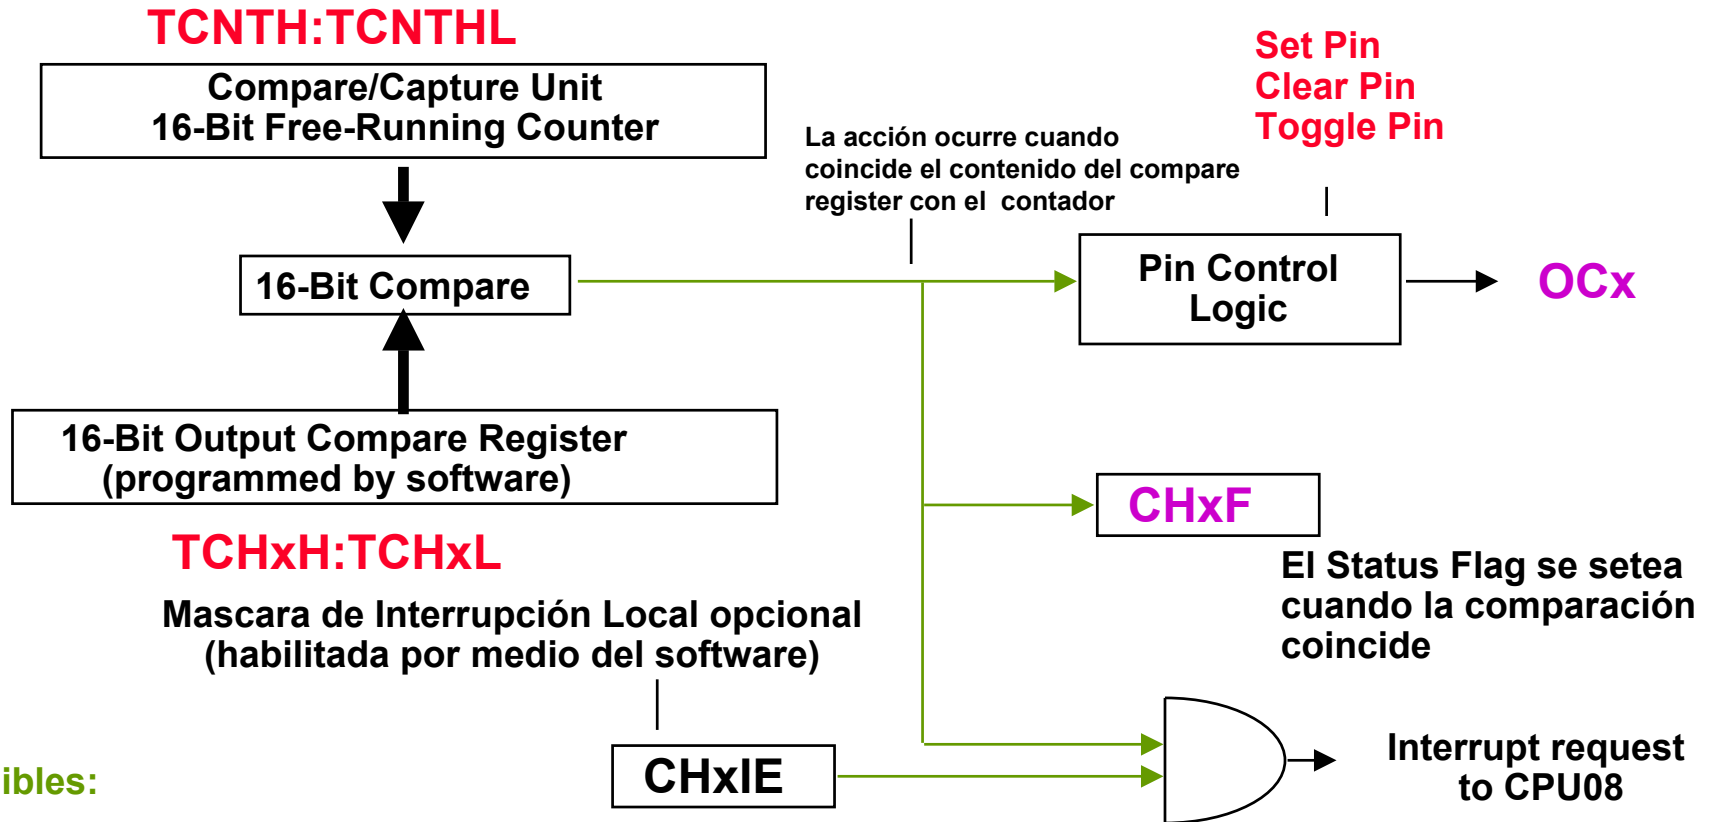 TCNTH:TCNTHL
Compare/Capture Unit
16-Bit Free-Running Counter
Set Pin
Clear Pin
Toggle Pin
La acción ocurre cuando
coincide el contenido del compare
register con el contador
16-Bit Compare
Pin Control
Logic
OCx
16-Bit Output Compare Register
(programmed by software)
CHxF
TCHxH:TCHxL
El Status Flag se setea
cuando la comparación
coincide
Mascara de Interrupción Local opcional
(habilitada por medio del software)
CHxIE
Interrupt request
to CPU08
ibles: